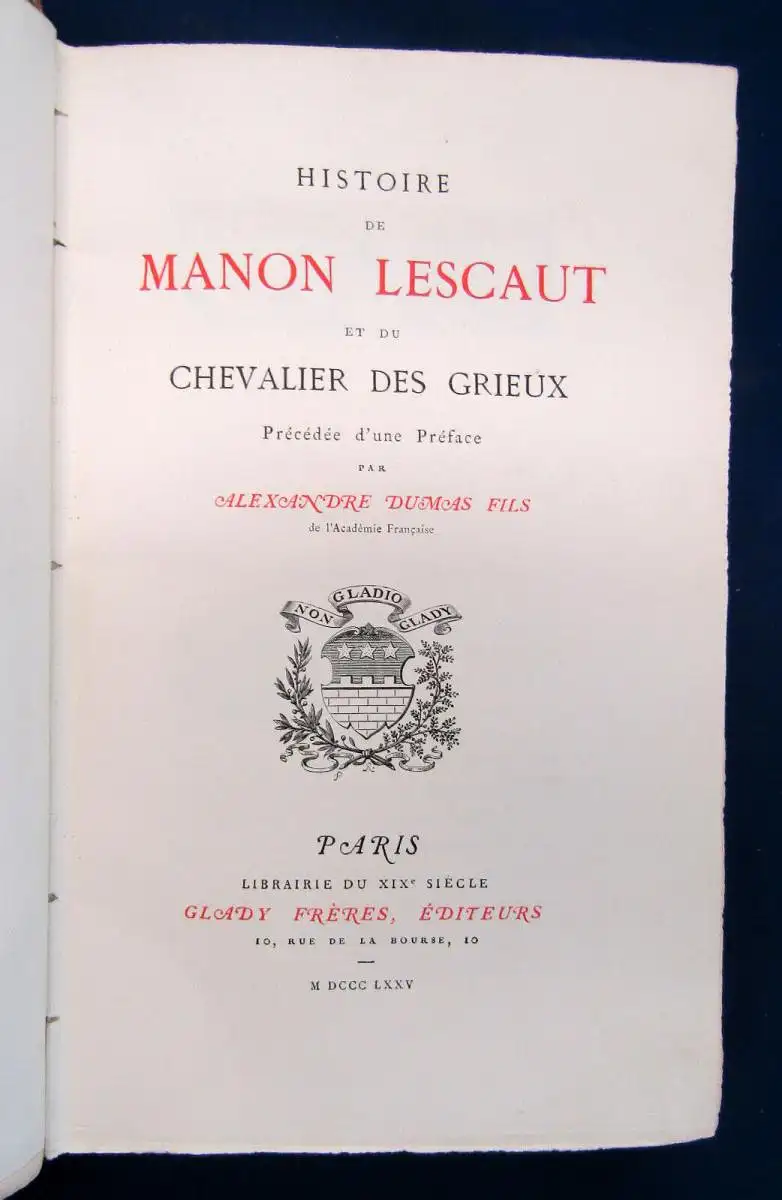 HISTOIRE
DE
MANON LESCAUT
ET DU
CHEVALIER DES GRIEUX
Précédée d'une Préface
PAR
ALEXANDRE DUMAS FILS
de l'Académie Française
NON GLADIO GLADY
PARIS
LIBRAIRIE DU XIXe SIÈCLE
GLADY FRÈRES, ÉDITEURS
10, RUE DE LA BOURSE, 10
M DCCC LXXV